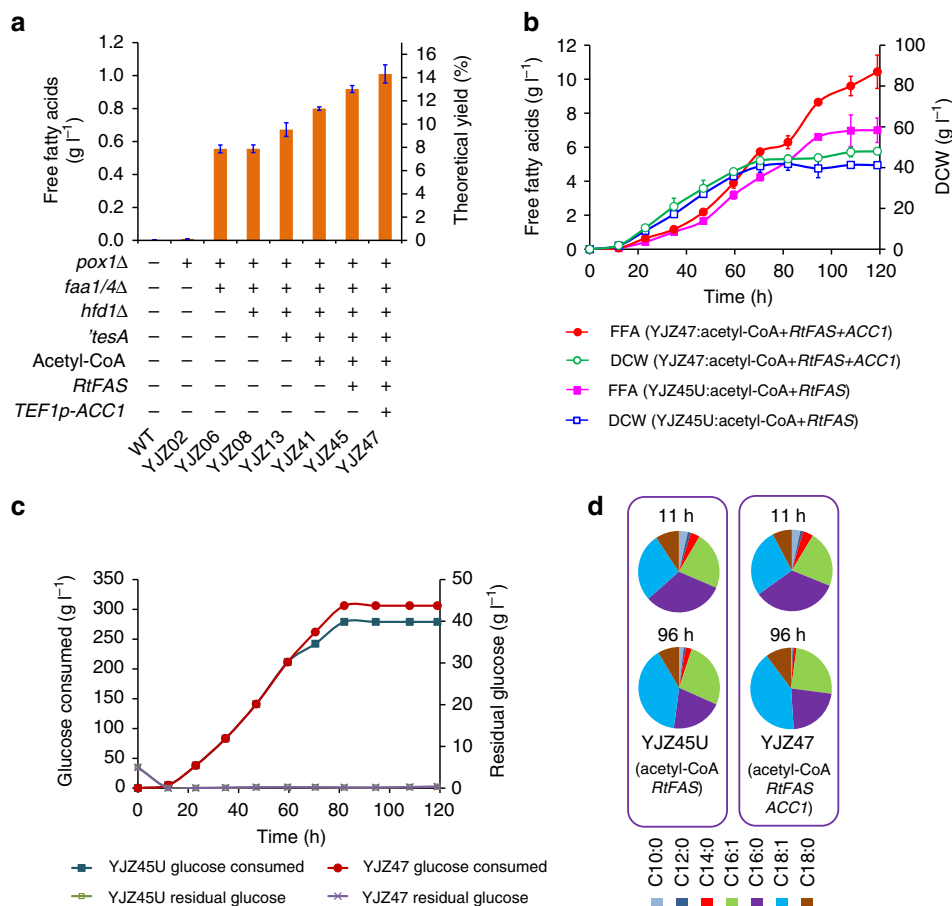 a
Free fatty acids
(g l⁻¹)
1.2
1.0
0.8
0.6
0.4
0.2
0.0
16
14
12
10
8
6
4
2
0
Theoretical yield (%)
pox1Δ – + + + + + + +
faa1/4Δ – – + + + + + +
hfd1Δ – – – + + + + +
'tesA – – – – + + + +
Acetyl-CoA – – – – – + + +
RtFAS – – – – – – + +
TEF1p-ACC1 – – – – – – – +
WT YJZ02 YJZ06 YJZ08 YJZ13 YJZ41 YJZ45 YJZ47
b
Free fatty acids (g l⁻¹)
12
10
8
6
4
2
0
100
80
60
40
20
0
DCW (g l⁻¹)
0 20 40 60 80 100 120
Time (h)
FFA (YJZ47:acetyl-CoA+RtFAS+ACC1)
DCW (YJZ47:acetyl-CoA+RtFAS+ACC1)
FFA (YJZ45U:acetyl-CoA+RtFAS)
DCW (YJZ45U:acetyl-CoA+RtFAS)
c
Glucose consumed (g l⁻¹)
350
300
250
200
150
100
50
0
50
40
30
20
10
0
Residual glucose (g l⁻¹)
0 20 40 60 80 100 120
Time (h)
YJZ45U glucose consumed
YJZ47 glucose consumed
YJZ45U residual glucose
YJZ47 residual glucose
d
11 h
96 h
YJZ45U
(acetyl-CoA
RtFAS)
11 h
96 h
YJZ47
(acetyl-CoA
RtFAS
ACC1)
C10:0
C12:0
C14:0
C16:1
C16:0
C18:1
C18:0